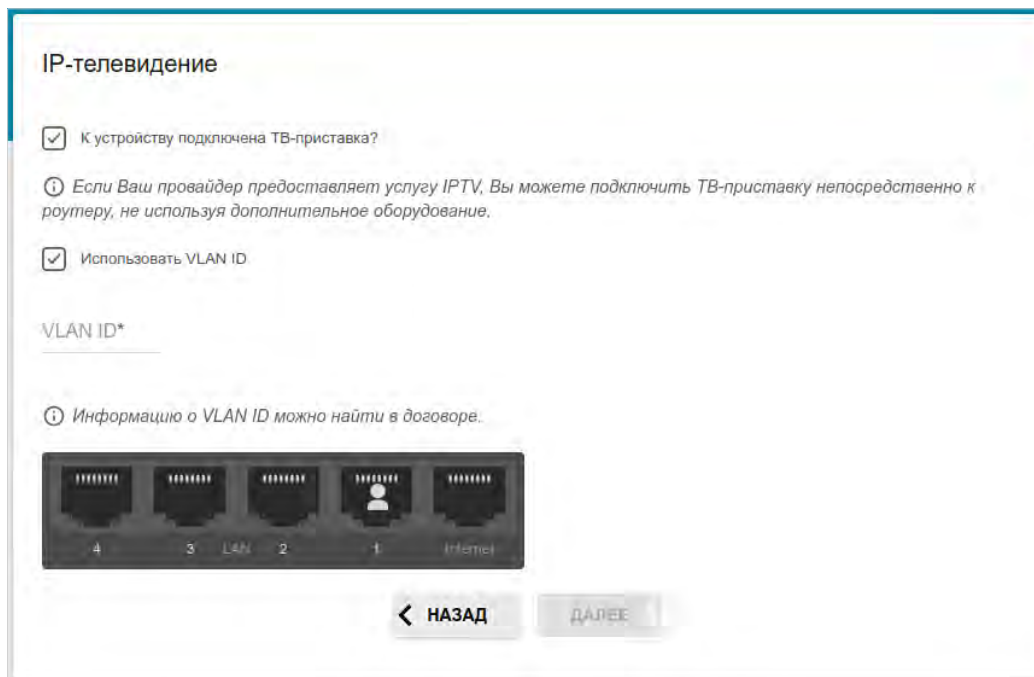 IP-телевидение
К устройству подключена ТВ-приставка?
Если Ваш провайдер предоставляет услугу IPTV, Вы можете подключить ТВ-приставку непосредственно к
роутеру, не используя дополнительное оборудование.
Использовать VLAN ID
VLAN ID*
Информацию о VLAN ID можно найти в договоре.
4 3 LAN 2 1 Internet
НАЗАД ДАЛЕЕ